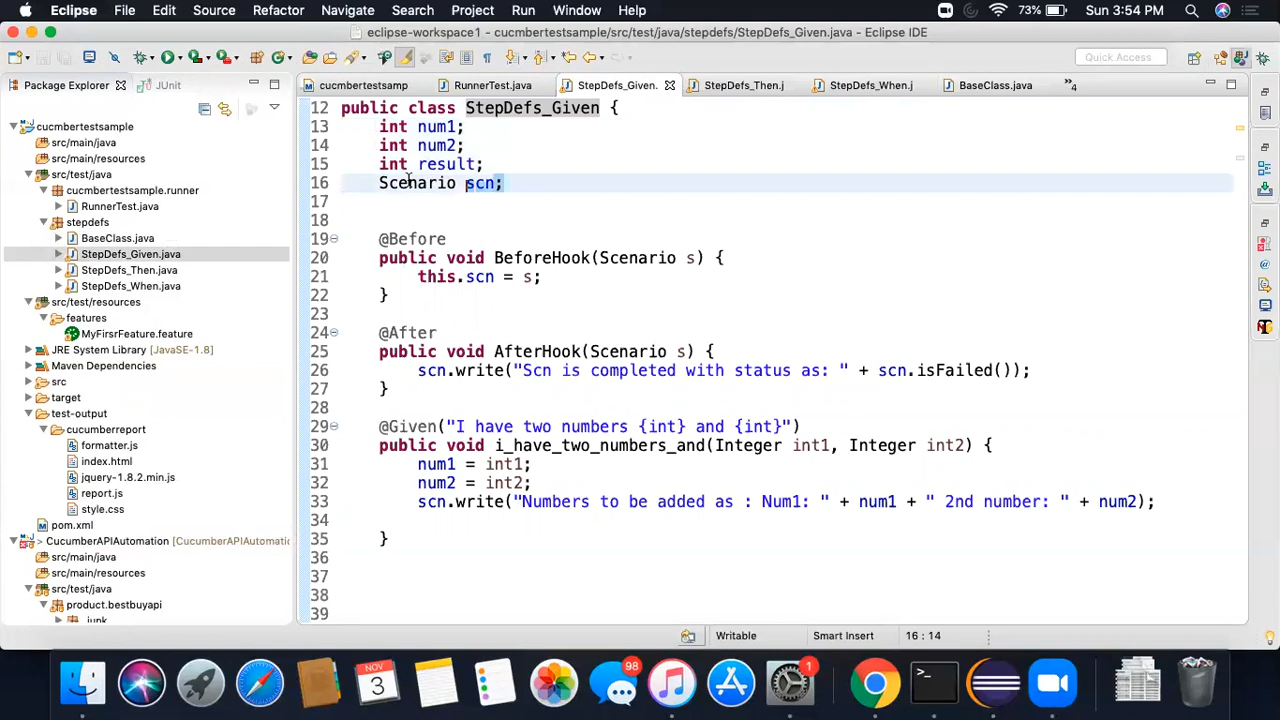 Eclipse File Edit Source Refactor Navigate Search Project Run Window Help 73% Sun 3:54 PM
eclipse-workspace1 - cucmbertestsample/src/test/java/stepdefs/StepDefs_Given.java - Eclipse IDE
Quick Access
Package Explorer JUnit
cucmbertestsamp RunnerTest.java StepDefs_Given. StepDefs_Then.j StepDefs_When.j BaseClass.java »4
cucmbertestsample
src/main/java
src/main/resources
src/test/java
cucmbertestsample.runner
RunnerTest.java
stepdefs
BaseClass.java
StepDefs_Given.java
StepDefs_Then.java
StepDefs_When.java
src/test/resources
features
MyFirsrFeature.feature
JRE System Library [JavaSE-1.8]
Maven Dependencies
src
target
test-output
cucumberreport
formatter.js
index.html
jquery-1.8.2.min.js
report.js
style.css
pom.xml
> CucumberAPIAutomation [CucumberAPIAutomatic
src/main/java
src/main/resources
src/test/java
product.bestbuyapi
junk
12 public class StepDefs_Given {
13 int num1;
14 int num2;
15 int result;
16 Scenario scn;
17
18
19 @Before
20 public void BeforeHook(Scenario s) {
21 this.scn = s;
22 }
23
24 @After
25 public void AfterHook(Scenario s) {
26 scn.write("Scn is completed with status as: " + scn.isFailed());
27 }
28
29 @Given("I have two numbers {int} and {int}")
30 public void i_have_two_numbers_and(Integer int1, Integer int2) {
31 num1 = int1;
32 num2 = int2;
33 scn.write("Numbers to be added as : Num1: " + num1 + " 2nd number: " + num2);
34
35 }
36
37
38
39
Writable Smart Insert 16 : 14
NOV
3
98
1